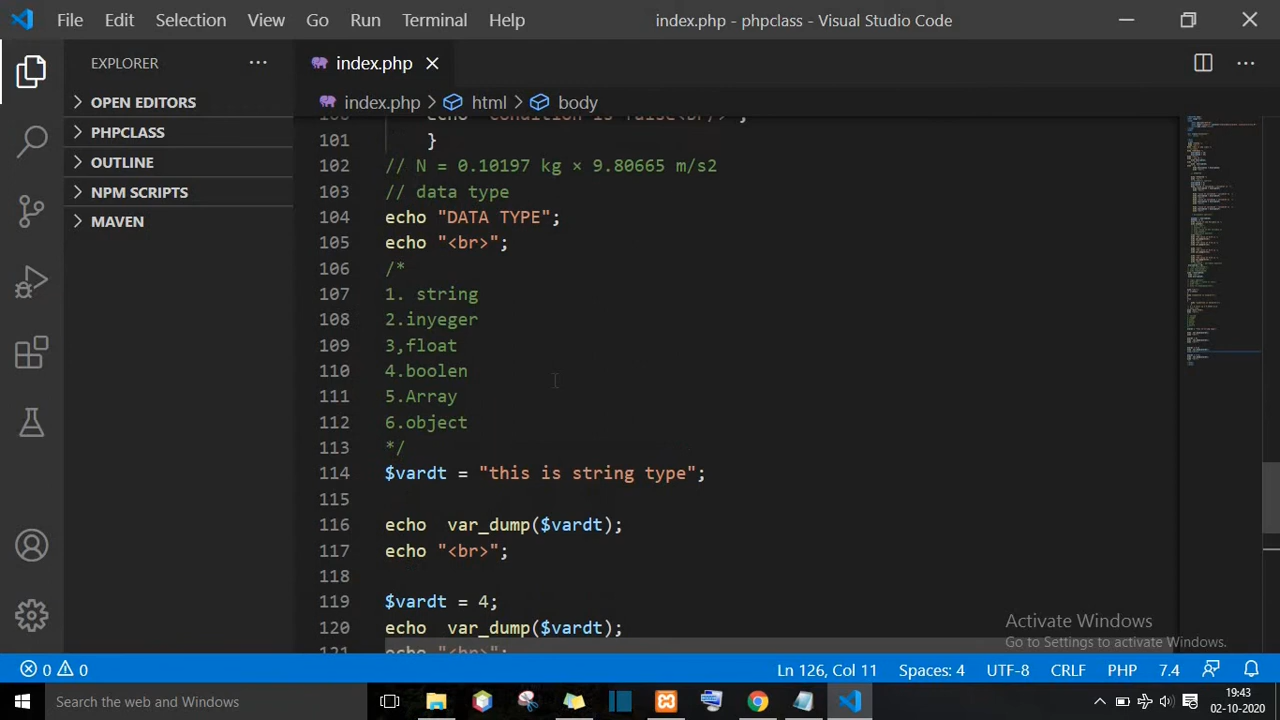 File Edit Selection View Go Run Terminal Help
index.php - phpclass - Visual Studio Code
EXPLORER
index.php
OPEN EDITORS
PHPCLASS
OUTLINE
NPM SCRIPTS
MAVEN
index.php > html > body
100 echo "condition is false<br/>";
101 }
102 // N = 0.10197 kg × 9.80665 m/s2
103 // data type
104 echo "DATA TYPE";
105 echo "<br>";
106 /*
107 1. string
108 2.inyeger
109 3,float
110 4.boolen
111 5.Array
112 6.object
113 */
114 $vardt = "this is string type";
115
116 echo  var_dump($vardt);
117 echo "<br>";
118
119 $vardt = 4;
120 echo  var_dump($vardt);
121 echo "<br>";
Activate Windows
Go to Settings to activate Windows.
0 0
Ln 126, Col 11 Spaces: 4 UTF-8 CRLF PHP 7.4
Search the web and Windows
19:43
02-10-2020